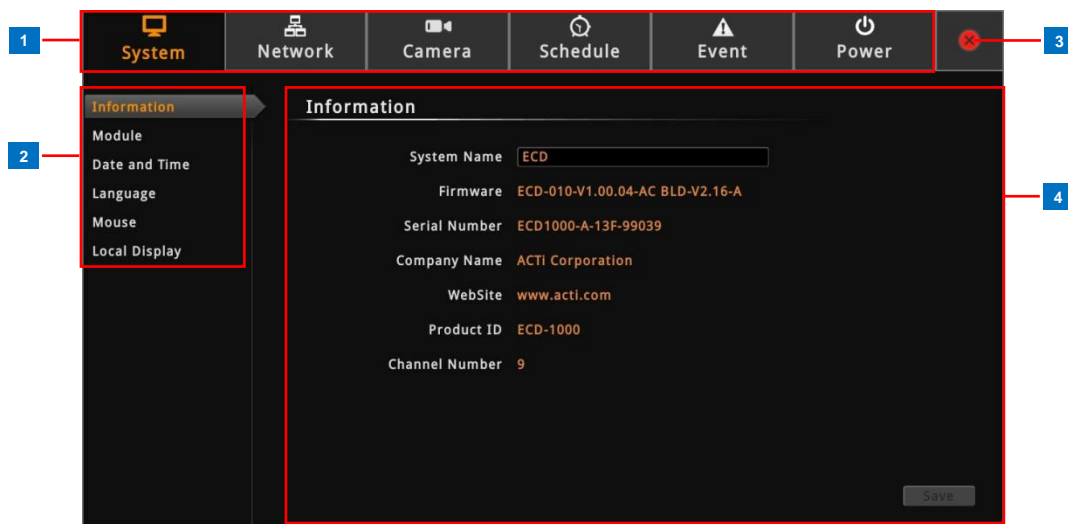 1
System Network Camera Schedule Event Power
3
Information
Module
Date and Time
Language
Mouse
Local Display
2
Information
System Name ECD
Firmware ECD-010-V1.00.04-AC BLD-V2.16-A
Serial Number ECD1000-A-13F-99039
Company Name ACTi Corporation
WebSite www.acti.com
Product ID ECD-1000
Channel Number 9
4
Save